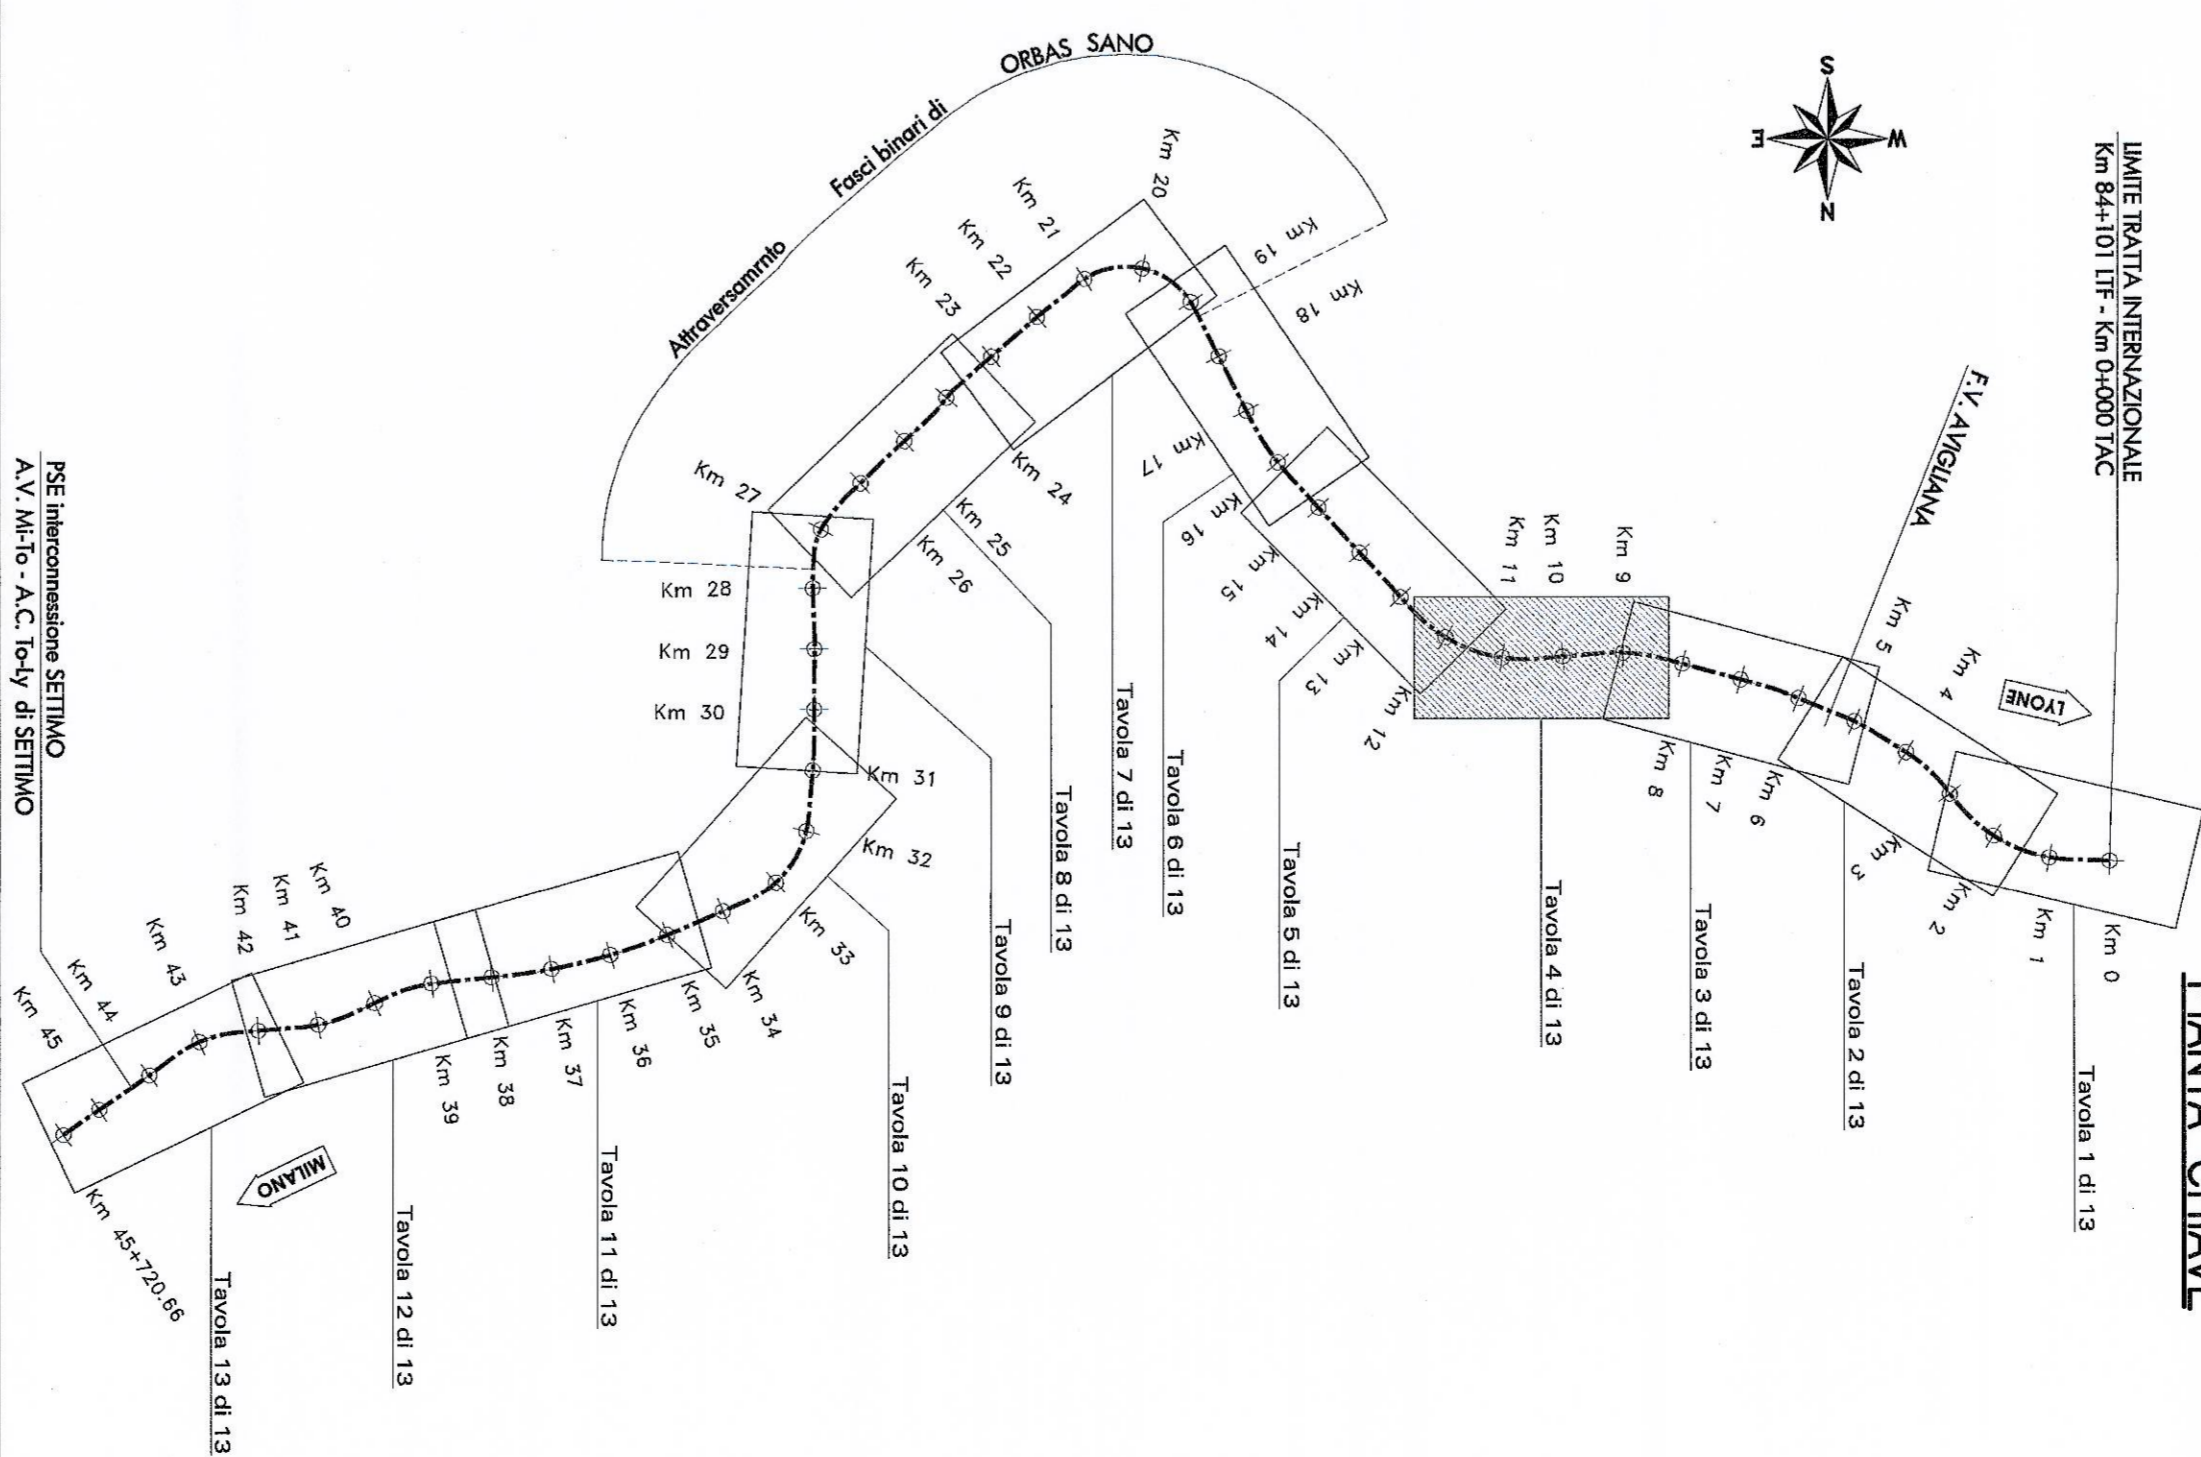 PIANTA CHIAVE
LIMITE TRATTA INTERNAZIONALE
Km 84+101 LTF - Km 0+000 TAC
S
W
E
N
F.V. AVIGLIANA
LYONE
ORBAS SANO
Fasci binari di
Attraversamrnto
Km 0
Km 1
Km 2
Km 3
Km 4
Km 5
Km 6
Km 7
Km 8
Km 9
Km 10
Km 11
Km 12
Km 13
Km 14
Km 15
Km 16
Km 17
Km 18
Km 19
Km 20
Km 21
Km 22
Km 23
Km 24
Km 25
Km 26
Km 27
Km 28
Km 29
Km 30
Km 31
Km 32
Km 33
Km 34
Km 35
Km 36
Km 37
Km 38
Km 39
Km 40
Km 41
Km 42
Km 43
Km 44
Km 45
Km 45+720.66
Tavola 1 di 13
Tavola 2 di 13
Tavola 3 di 13
Tavola 4 di 13
Tavola 5 di 13
Tavola 6 di 13
Tavola 7 di 13
Tavola 8 di 13
Tavola 9 di 13
Tavola 10 di 13
Tavola 11 di 13
Tavola 12 di 13
Tavola 13 di 13
MILANO
PSE interconnessione SETTIMO
A.V. Mi-To - A.C. To-Ly di SETTIMO